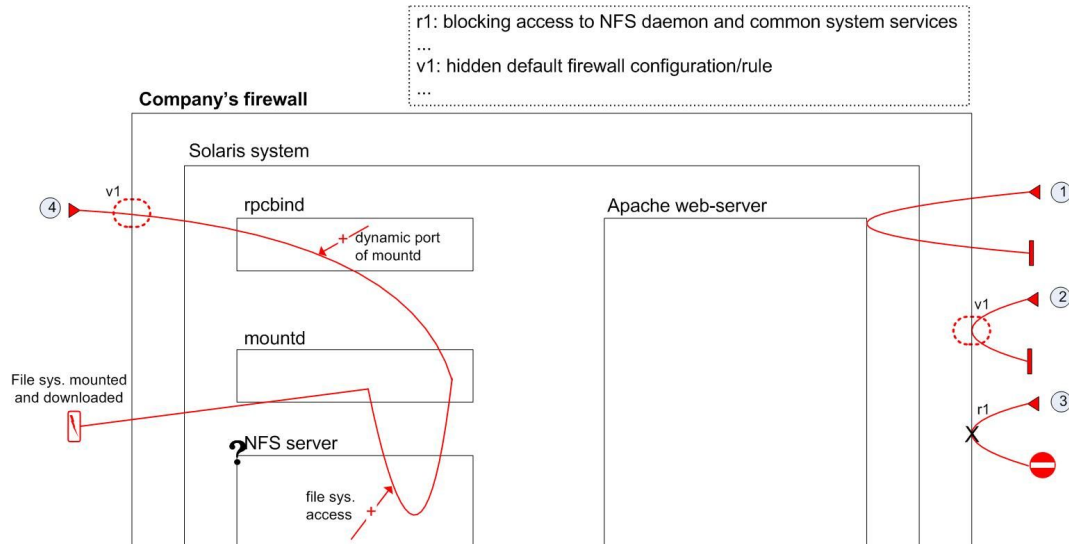 r1: blocking access to NFS daemon and common system services
...
v1: hidden default firewall configuration/rule
...
Company's firewall
Solaris system
v1
4
rpcbind
+ dynamic port
of mountd
Apache web-server
1
mountd
v1
2
File sys. mounted
and downloaded
r1
3
X
? NFS server
file sys.
access
+